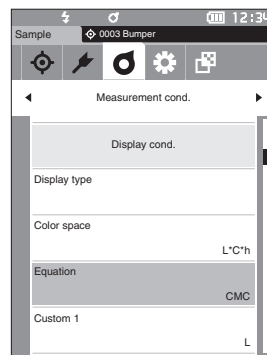 12:34
Sample
0003 Bumper
Measurement cond.
Display cond.
Display type
Color space
L*C*h
Equation
CMC
Custom 1
L